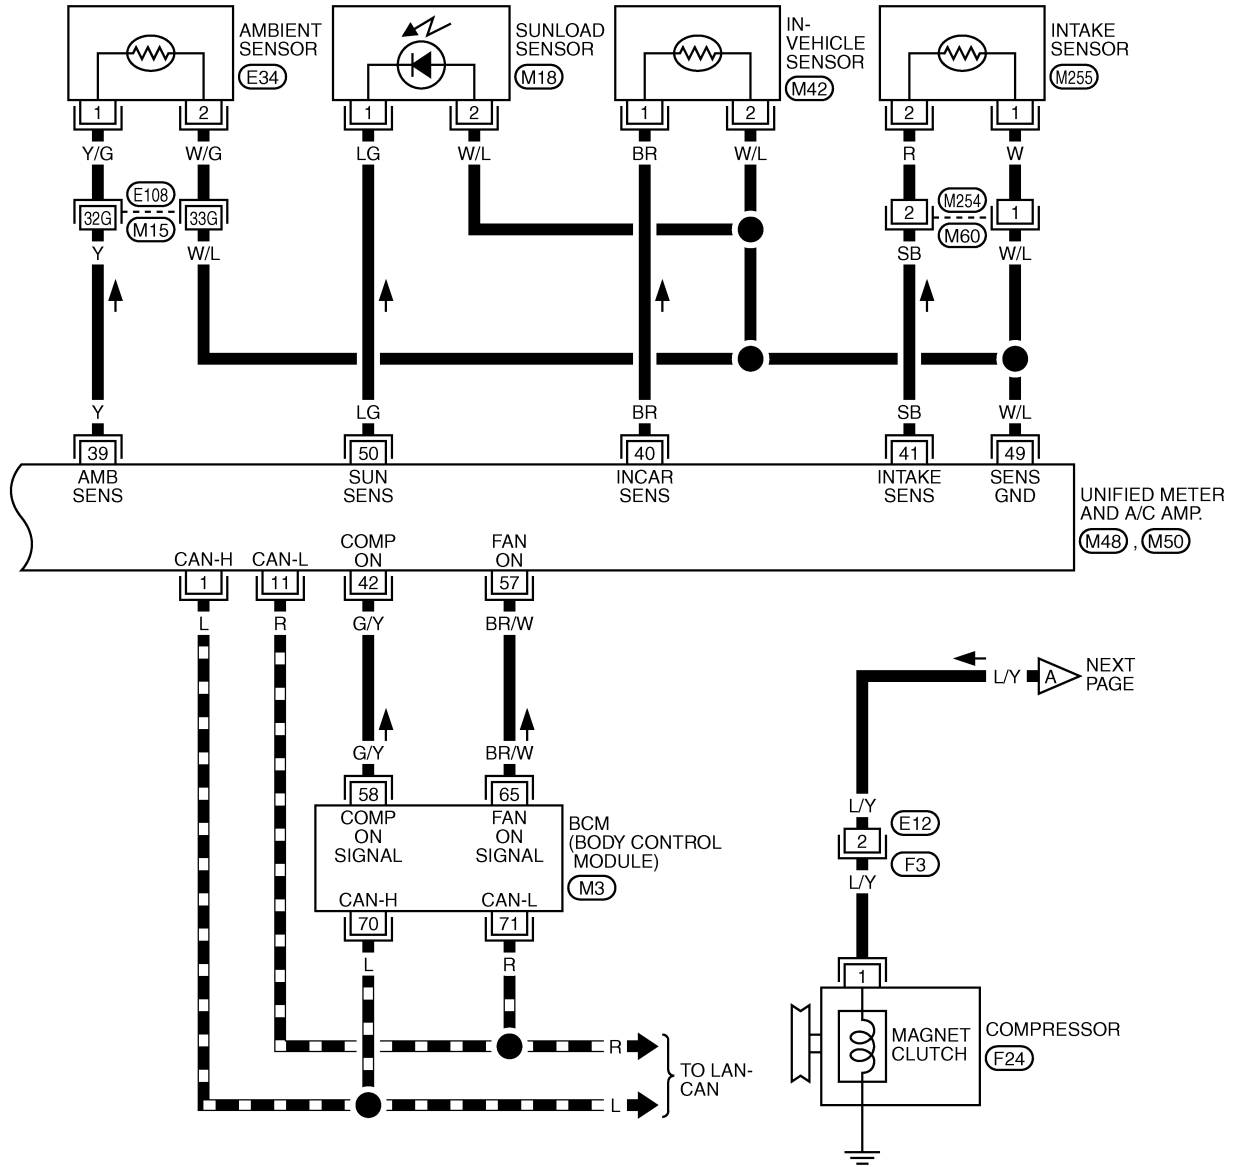 AMBIENT
SENSOR
E34
SUNLOAD
SENSOR
M18
IN-
VEHICLE
SENSOR
M42
INTAKE
SENSOR
M255
1
2
1
2
1
2
2
1
Y/G
W/G
LG
W/L
BR
W/L
R
W
32G
E108
M15
33G
2
M254
M60
1
Y
W/L
SB
W/L
Y
LG
BR
SB
W/L
39
50
40
41
49
AMB
SENS
SUN
SENS
INCAR
SENS
INTAKE
SENS
SENS
GND
UNIFIED METER
AND A/C AMP.
M48 , M50
CAN-H
CAN-L
COMP
ON
FAN
ON
1
11
42
57
L
R
G/Y
BR/W
G/Y
BR/W
58
65
COMP
ON
SIGNAL
FAN
ON
SIGNAL
BCM
(BODY CONTROL
MODULE)
M3
CAN-H
CAN-L
70
71
L
R
R
L
TO LAN-
CAN
L/Y
A
NEXT
PAGE
L/Y
2
E12
F3
L/Y
1
MAGNET
CLUTCH
COMPRESSOR
F24